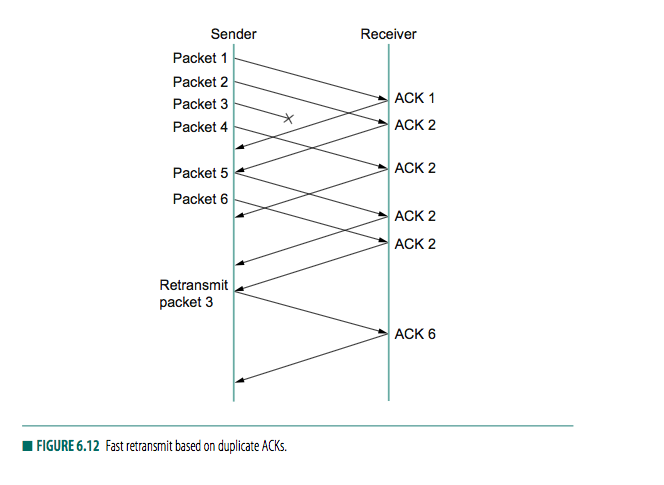 Sender
Receiver
Packet 1
Packet 2
Packet 3
Packet 4
Packet 5
Packet 6
Retransmit
packet 3
ACK 1
ACK 2
ACK 2
ACK 2
ACK 2
ACK 6
FIGURE 6.12 Fast retransmit based on duplicate ACKs.